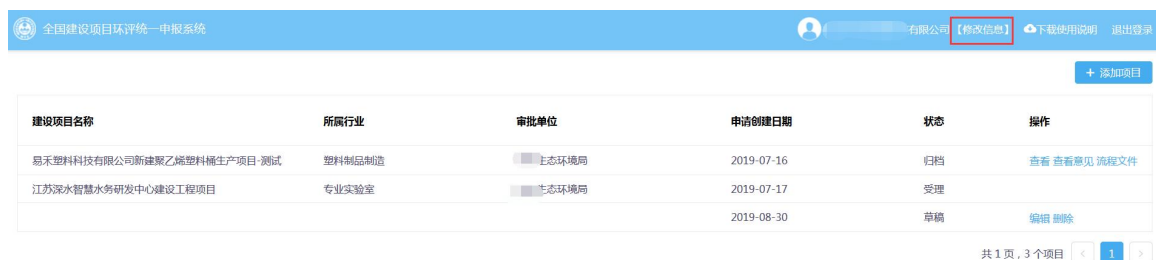 全国建设项目环评统一申报系统
有限公司【修改信息】 下载使用说明 退出登录
+ 添加项目
建设项目名称 所属行业 审批单位 申请创建日期 状态 操作
易禾塑料科技有限公司新建聚乙烯塑料桶生产项目-测试 塑料制品制造 生态环境局 2019-07-16 归档 查看 查看意见 流程文件
江苏深水智慧水务研发中心建设工程项目 专业实验室 生态环境局 2019-07-17 受理
2019-08-30 草稿 编辑 删除
共 1 页 , 3 个项目 < 1 >